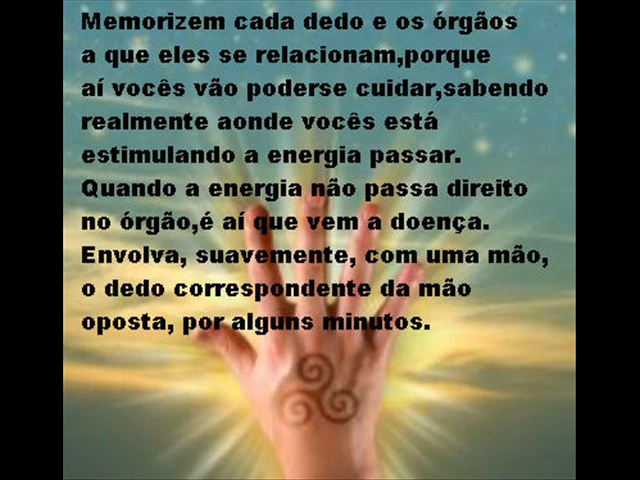 Memorizem cada dedo e os órgãos
a que eles se relacionam,porque
aí vocês vão poderse cuidar,sabendo
realmente aonde vocês está
estimulando a energia passar.
Quando a energia não passa direito
no órgão,é aí que vem a doença.
Envolva, suavemente, com uma mão,
o dedo correspondente da mão
oposta, por alguns minutos.